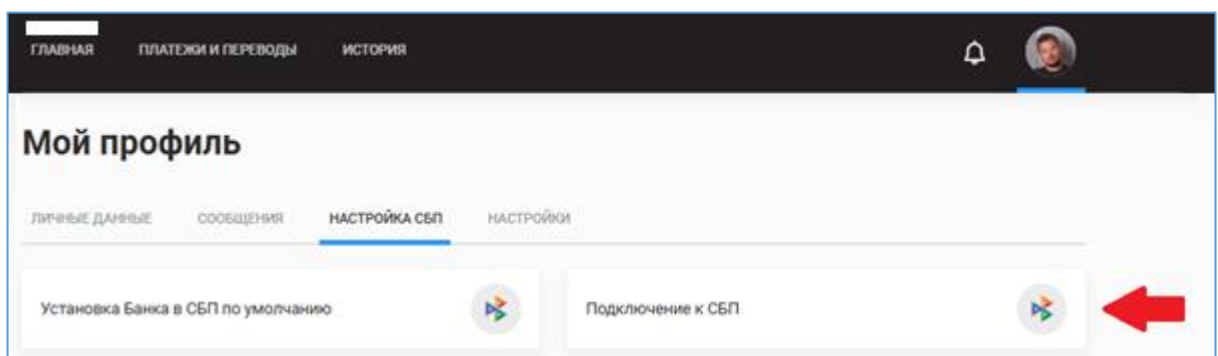 ГЛАВНАЯ ПЛАТЕЖИ И ПЕРЕВОДЫ ИСТОРИЯ
Мой профиль
ЛИЧНЫЕ ДАННЫЕ СООБЩЕНИЯ НАСТРОЙКА СБП НАСТРОЙКИ
Установка Банка в СБП по умолчанию Подключение к СБП